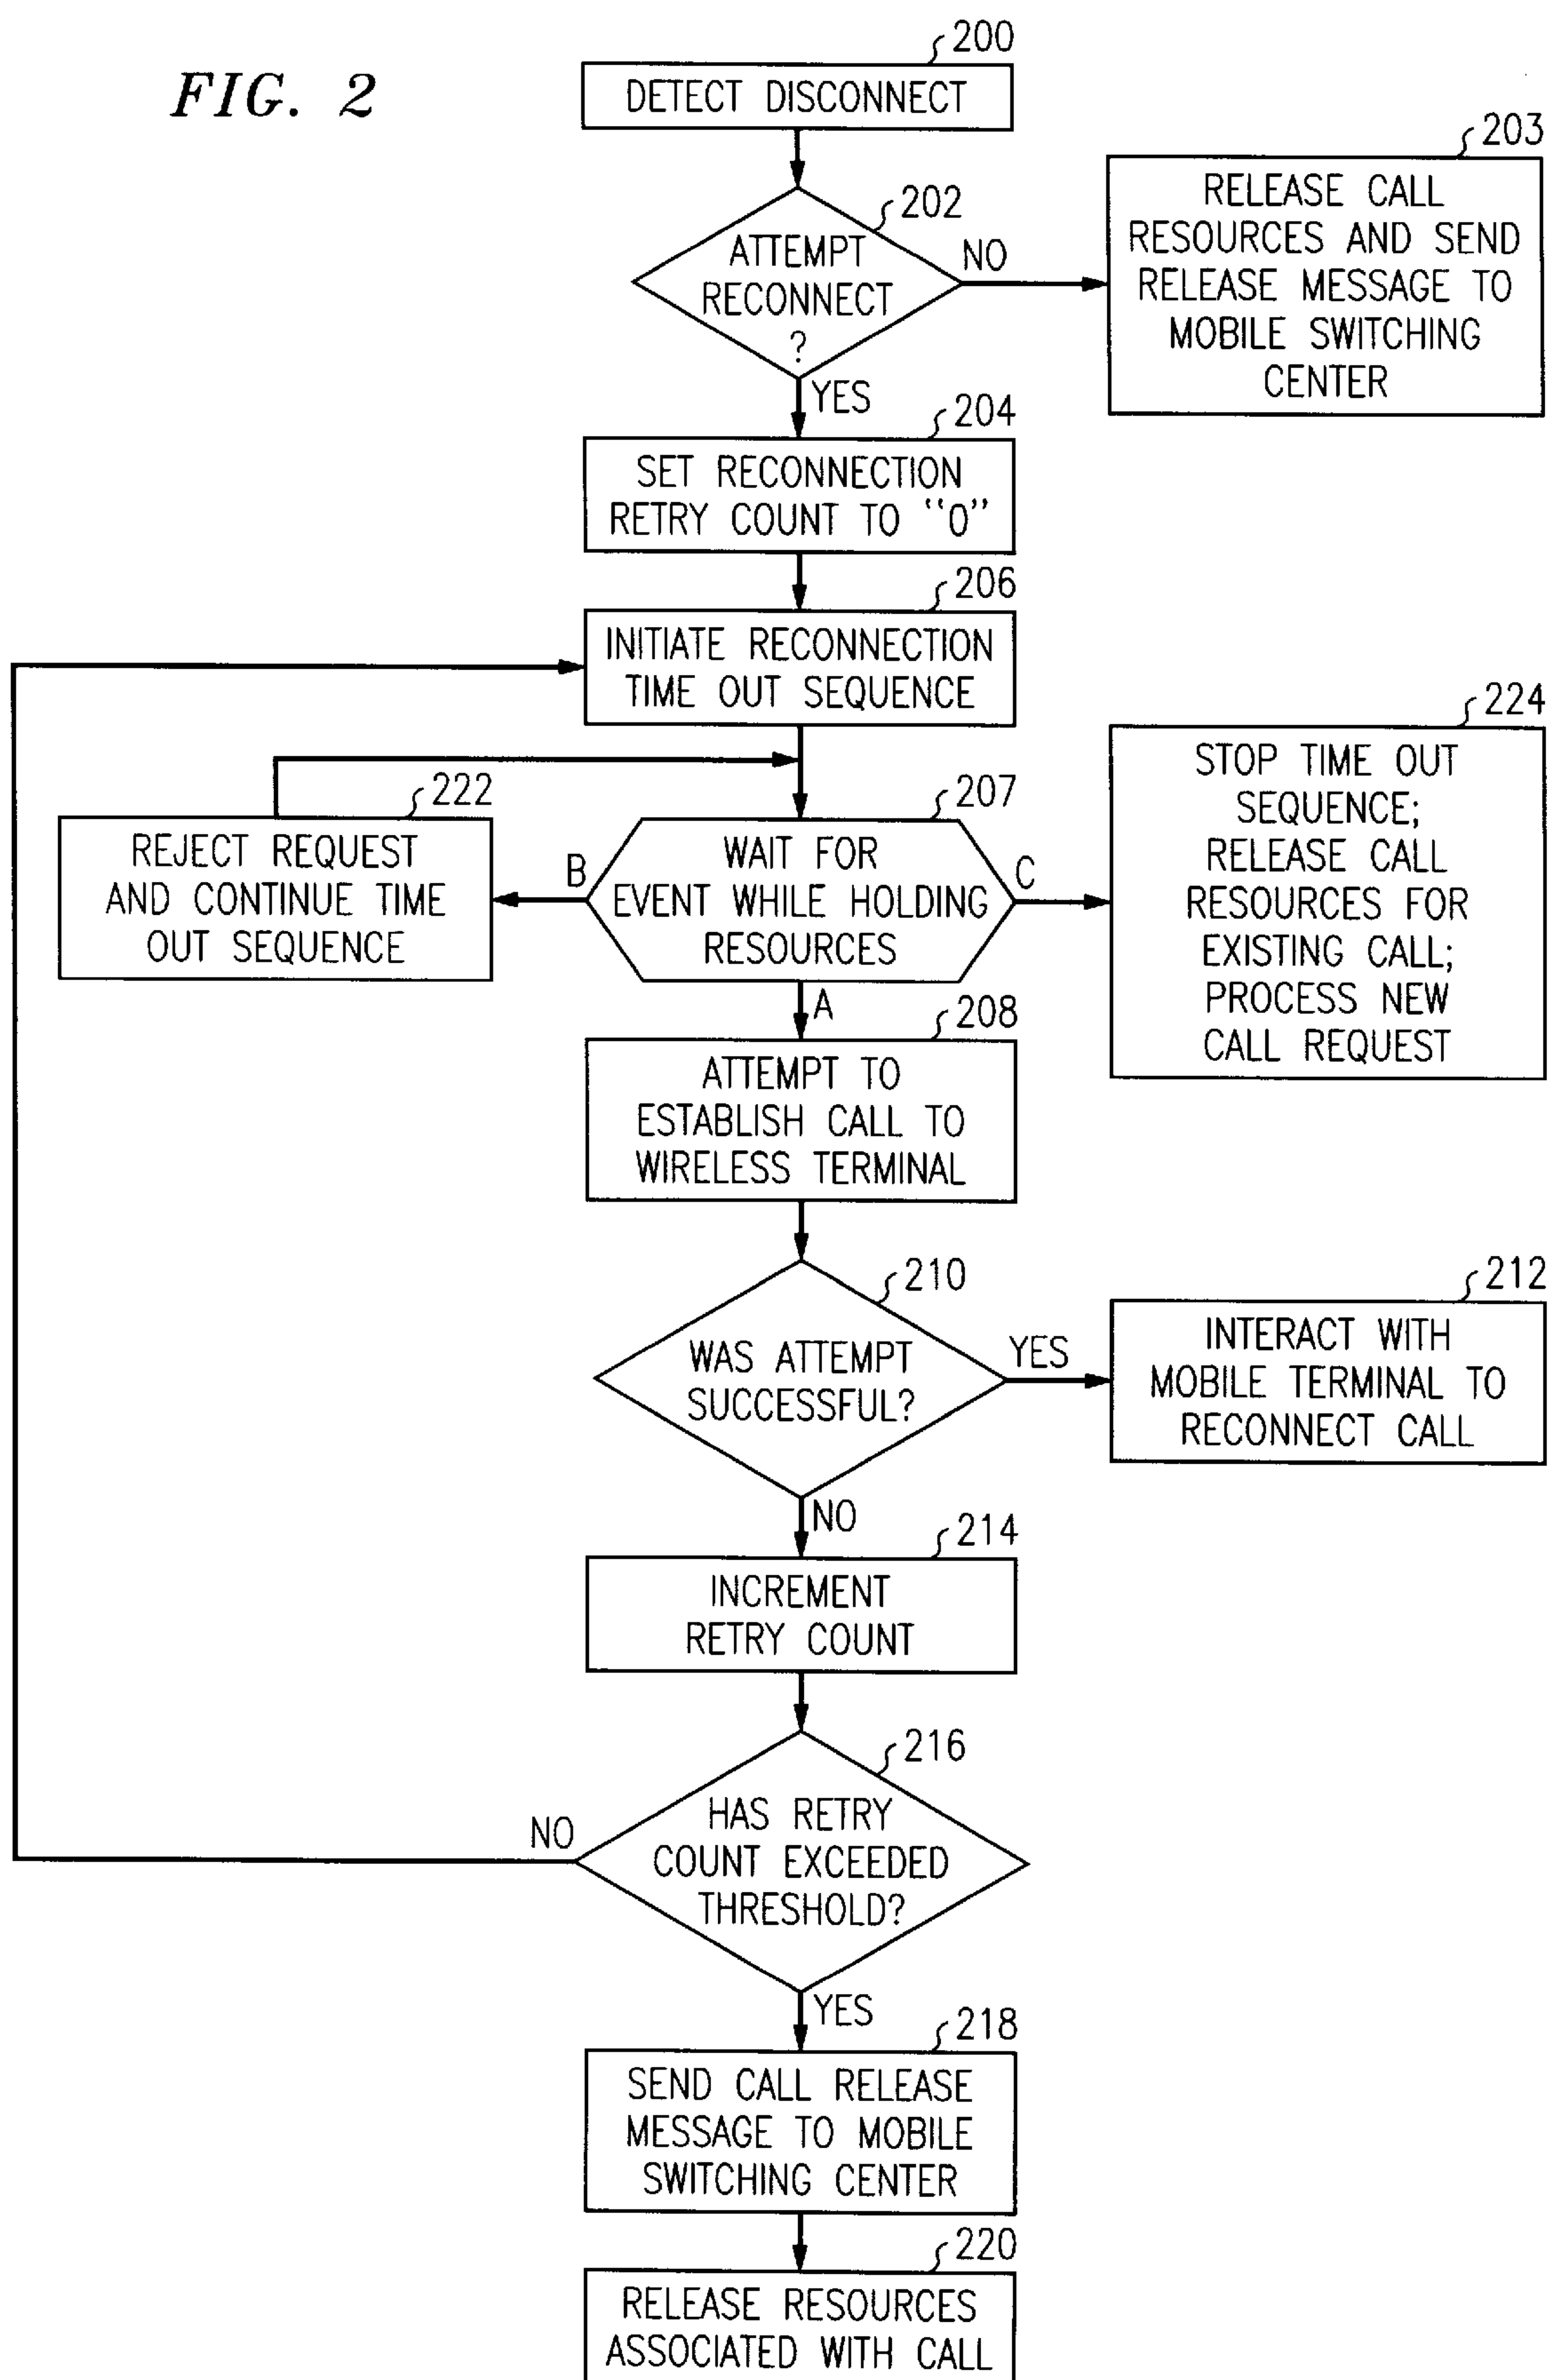 FIG. 2
200
DETECT DISCONNECT
202
ATTEMPT
RECONNECT
?
NO
203
RELEASE CALL
RESOURCES AND SEND
RELEASE MESSAGE TO
MOBILE SWITCHING
CENTER
YES
204
SET RECONNECTION
RETRY COUNT TO "0"
206
INITIATE RECONNECTION
TIME OUT SEQUENCE
222
REJECT REQUEST
AND CONTINUE TIME
OUT SEQUENCE
B
207
WAIT FOR
EVENT WHILE HOLDING
RESOURCES
C
224
STOP TIME OUT
SEQUENCE;
RELEASE CALL
RESOURCES FOR
EXISTING CALL;
PROCESS NEW
CALL REQUEST
A
208
ATTEMPT TO
ESTABLISH CALL TO
WIRELESS TERMINAL
210
WAS ATTEMPT
SUCCESSFUL?
YES
212
INTERACT WITH
MOBILE TERMINAL TO
RECONNECT CALL
NO
214
INCREMENT
RETRY COUNT
216
HAS RETRY
COUNT EXCEEDED
THRESHOLD?
NO
YES
218
SEND CALL RELEASE
MESSAGE TO MOBILE
SWITCHING CENTER
220
RELEASE RESOURCES
ASSOCIATED WITH CALL